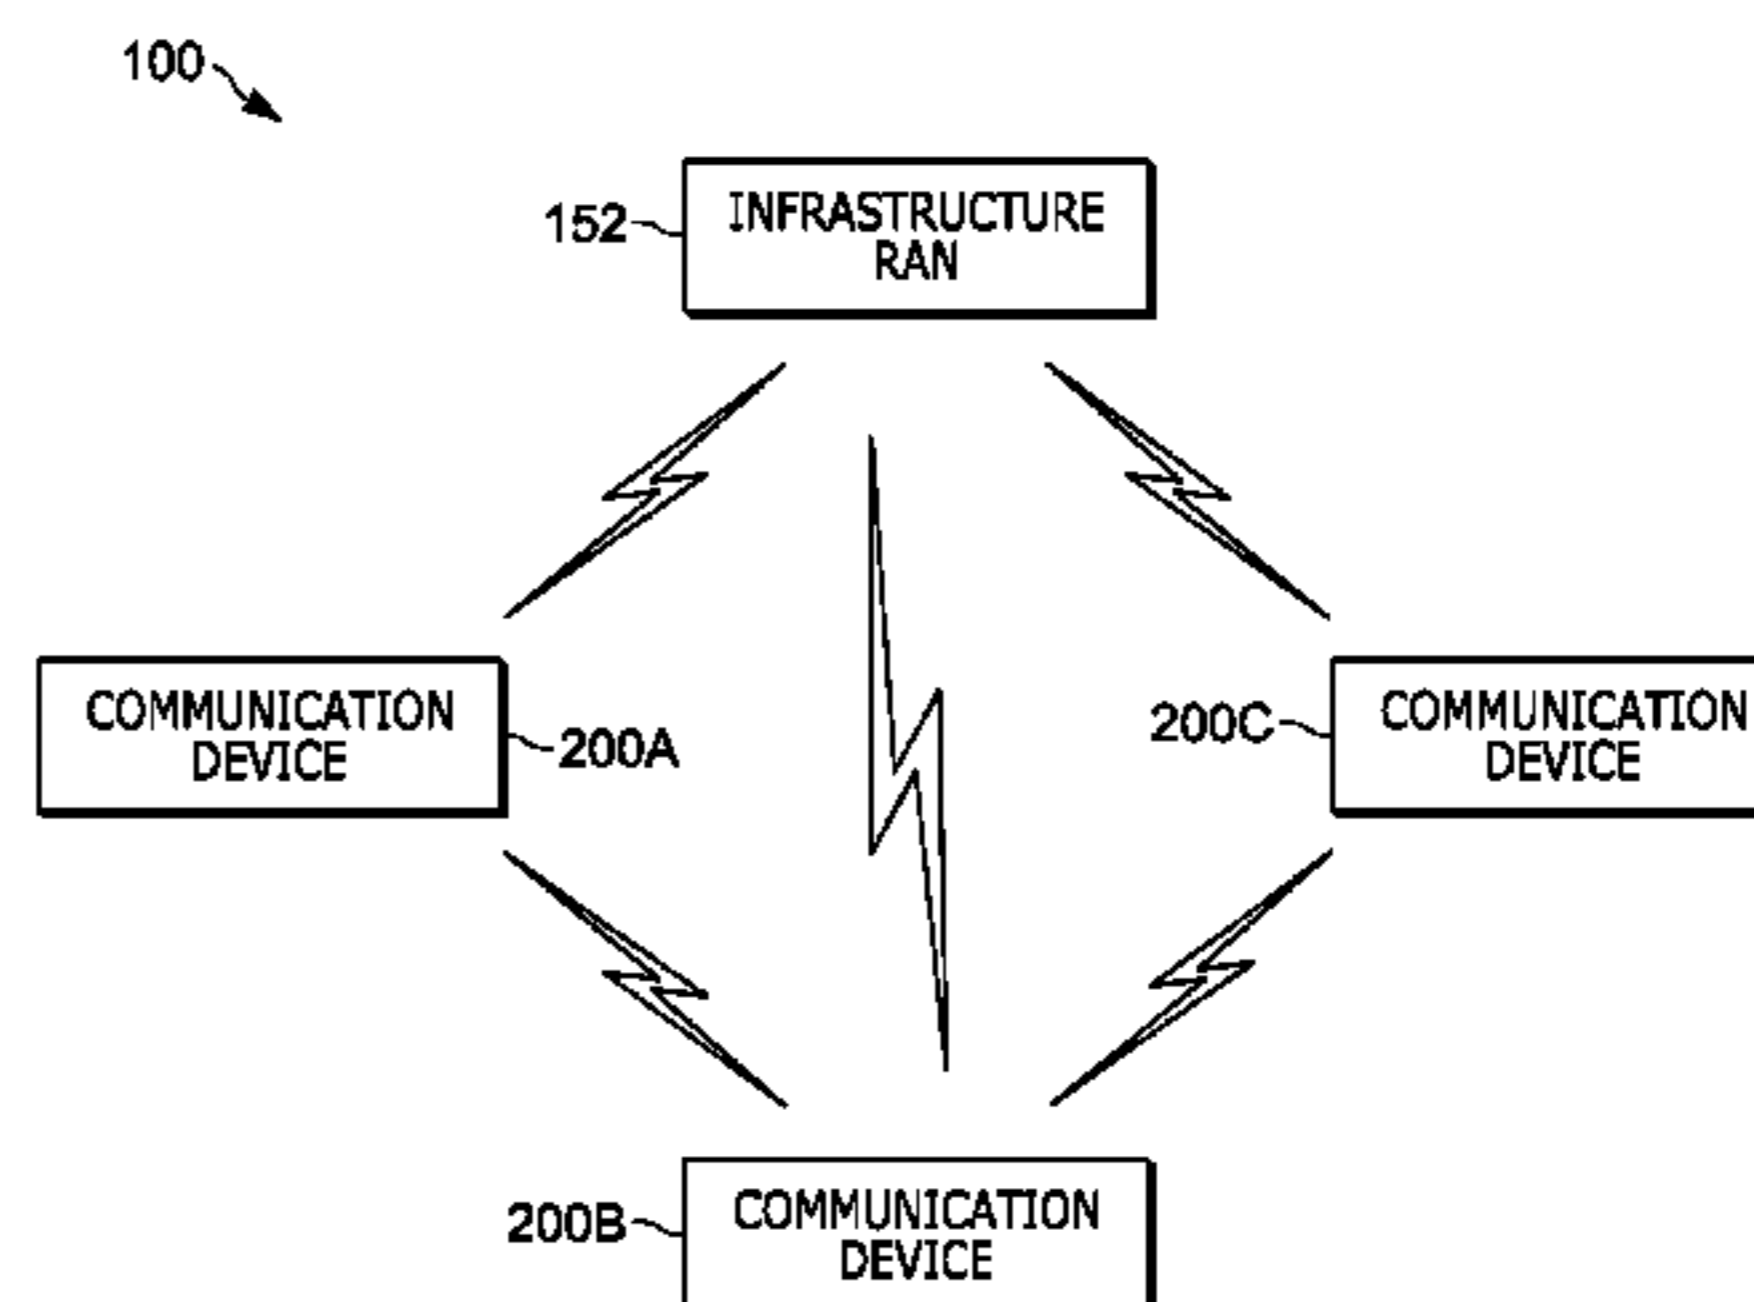 100
152
INFRASTRUCTURE
RAN
COMMUNICATION
DEVICE
200A
200C
COMMUNICATION
DEVICE
200B
COMMUNICATION
DEVICE